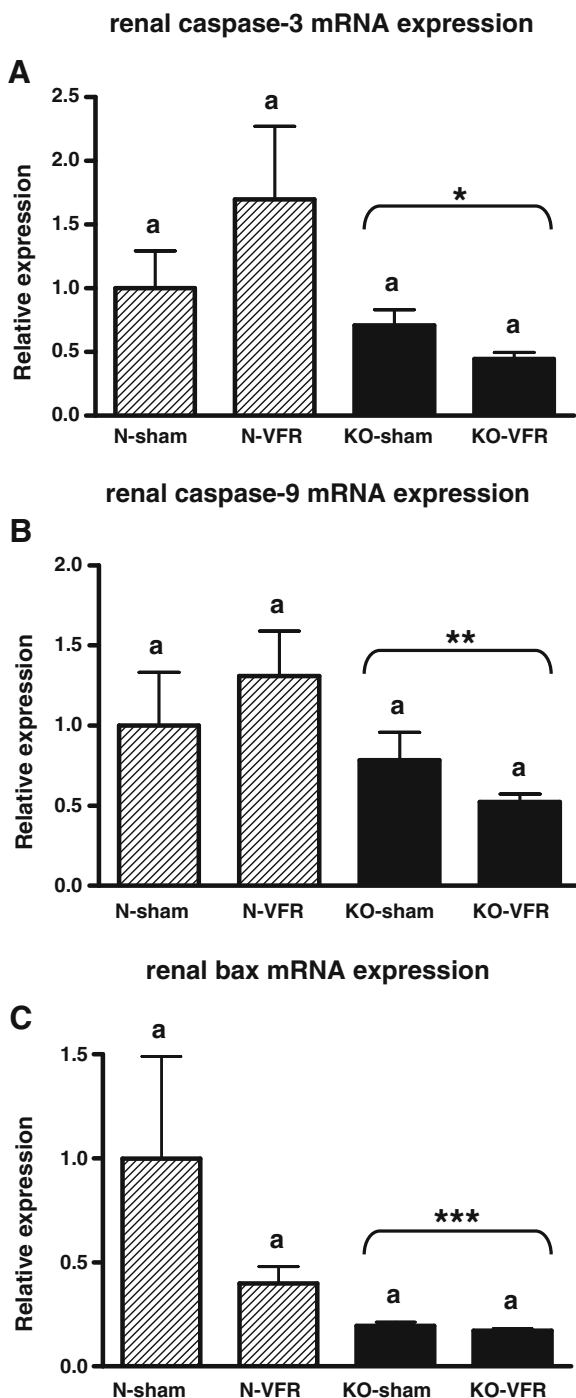 renal caspase-3 mRNA expression
A
Relative expression
2.5
2.0
1.5
1.0
0.5
0.0
a
a
a
a
*
N-sham N-VFR KO-sham KO-VFR
renal caspase-9 mRNA expression
B
Relative expression
2.0
1.5
1.0
0.5
0.0
a
a
a
a
**
N-sham N-VFR KO-sham KO-VFR
renal bax mRNA expression
C
Relative expression
1.5
1.0
0.5
0.0
a
a
a
a
***
N-sham N-VFR KO-sham KO-VFR